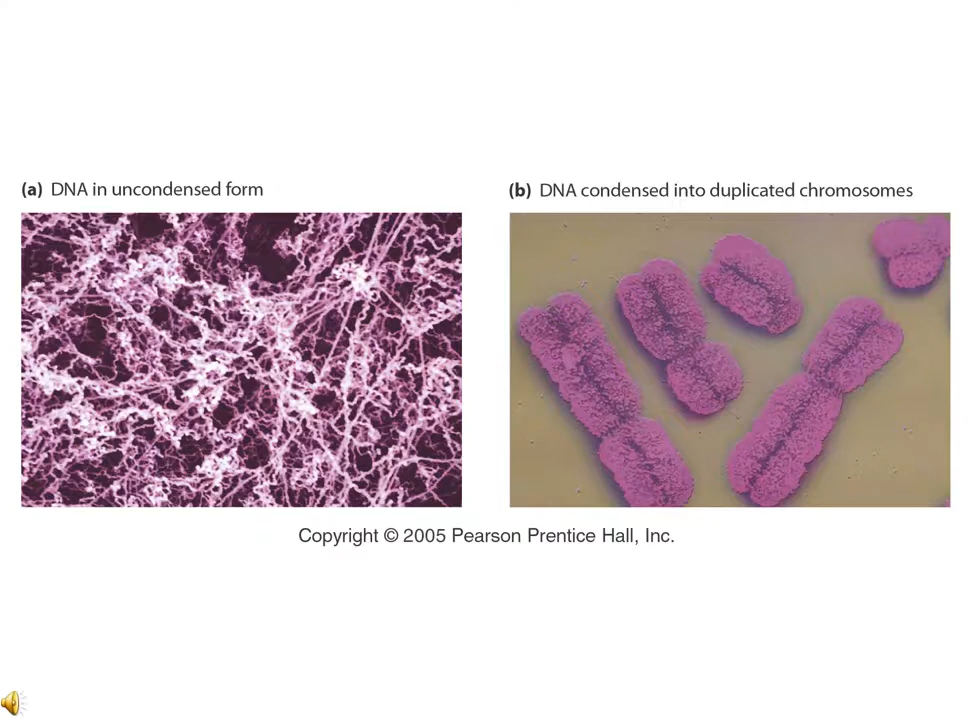 (a) DNA in uncondensed form
(b) DNA condensed into duplicated chromosomes
Copyright © 2005 Pearson Prentice Hall, Inc.